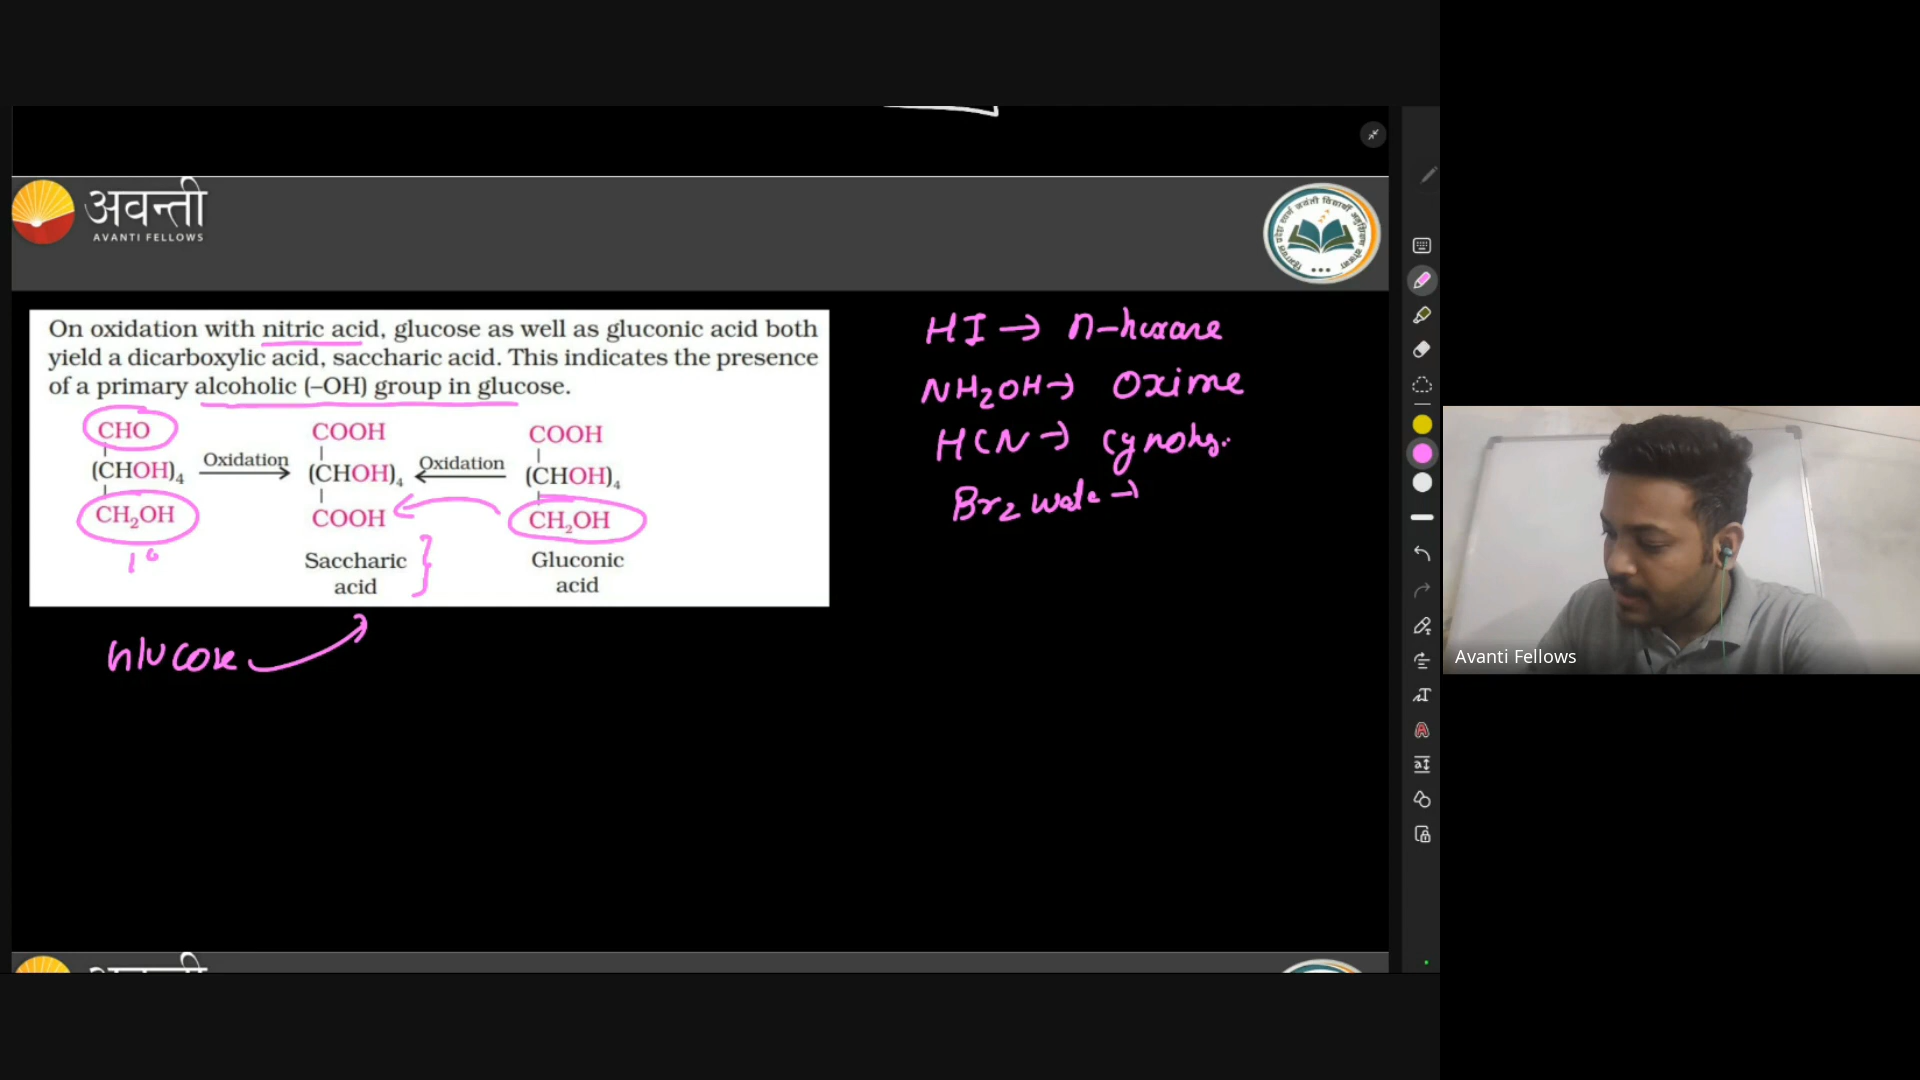 अवन्ती
AVANTI FELLOWS
On oxidation with nitric acid, glucose as well as gluconic acid both
yield a dicarboxylic acid, saccharic acid. This indicates the presence
of a primary alcoholic (–OH) group in glucose.
CHO
(CHOH)₄
CH₂OH
1°
Oxidation
COOH
(CHOH)₄
COOH
Saccharic
acid
Oxidation
COOH
(CHOH)₄
CH₂OH
Gluconic
acid
Glucose
HI → n-hexane
NH₂OH → Oxime
HCN → Cynohy.
Br₂ wate →
Avanti Fellows